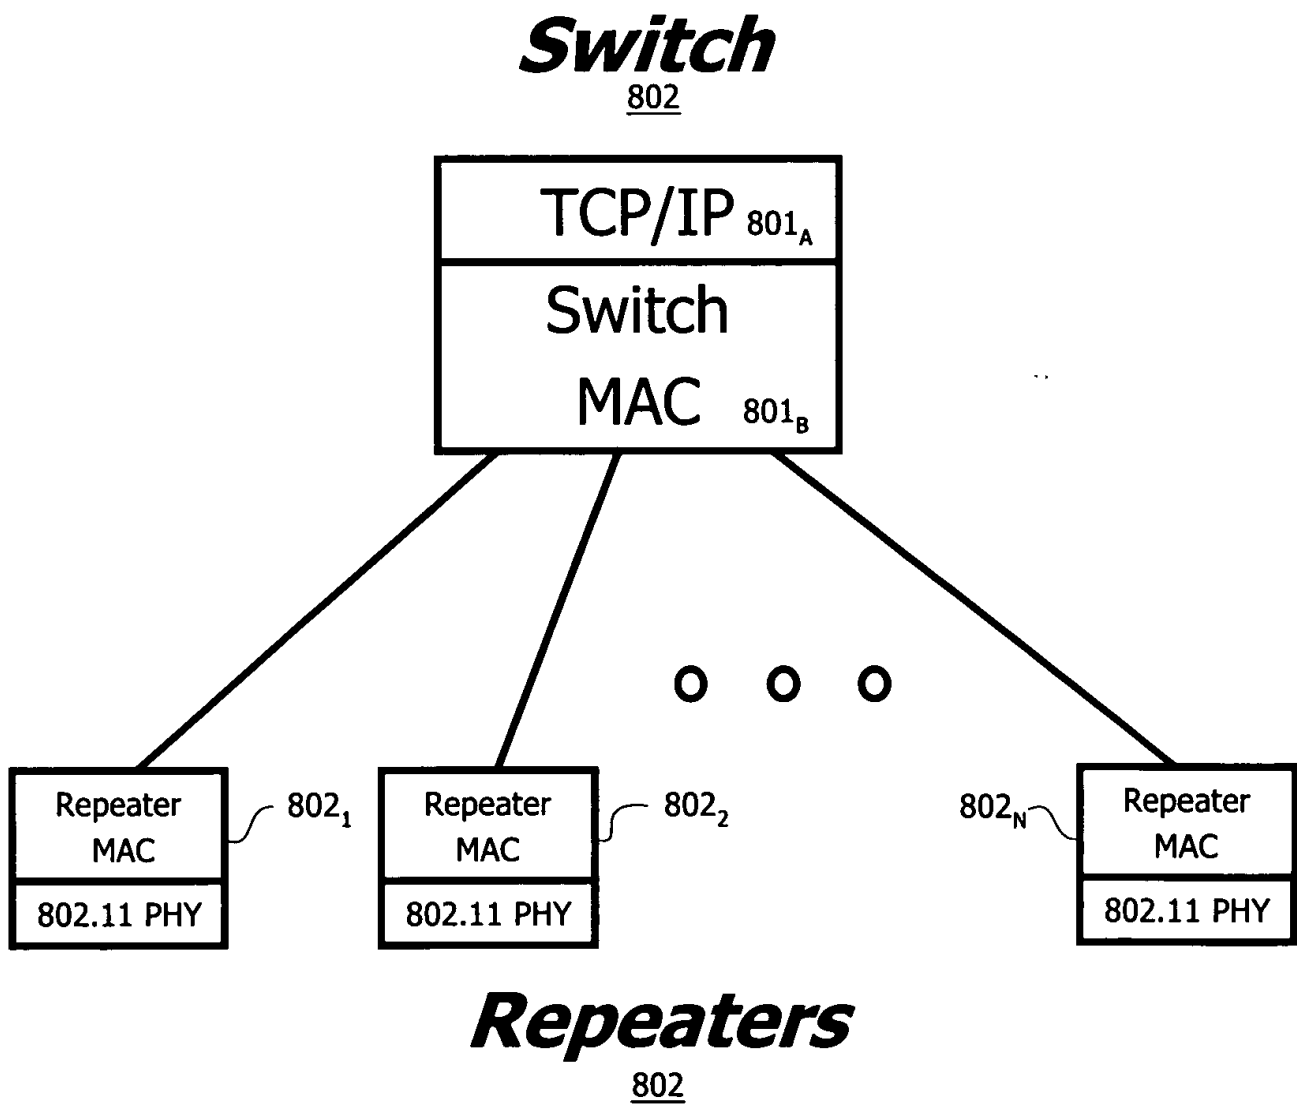 Switch
802
TCP/IP 801A
Switch
MAC 801B
Repeater
MAC
802.11 PHY
8021
Repeater
MAC
802.11 PHY
8022
802N
Repeater
MAC
802.11 PHY
Repeaters
802